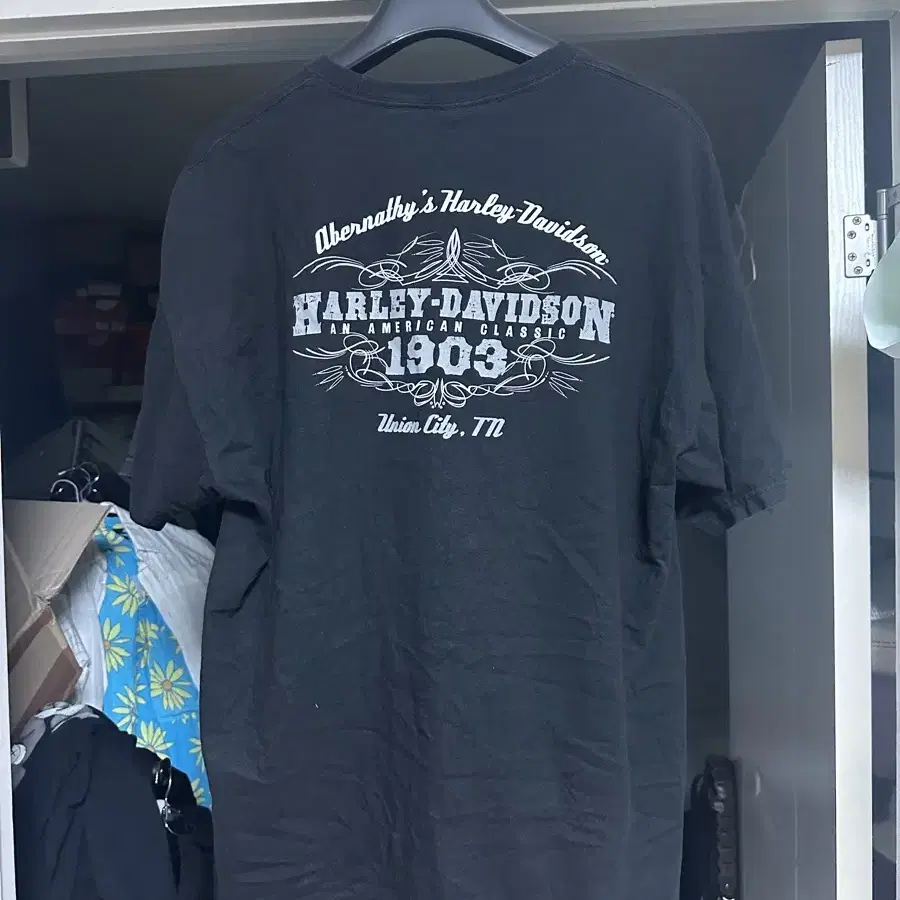 Abernathy's Harley-Davidson
HARLEY-DAVIDSON
AN AMERICAN CLASSIC
1903
Union City, TN